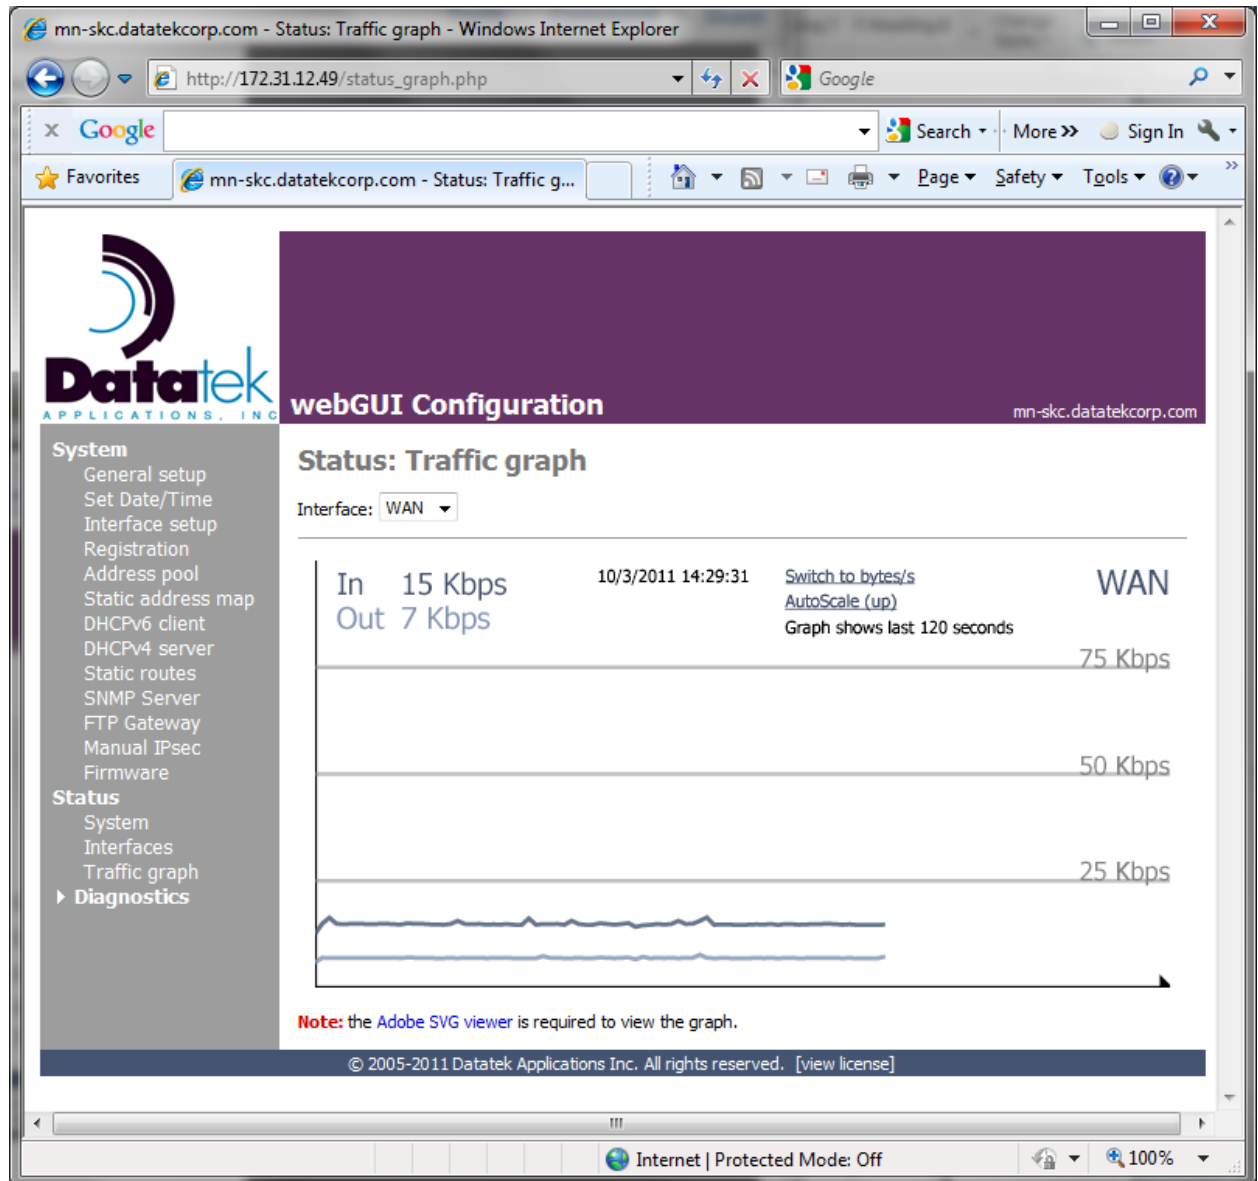 mn-skc.datatekcorp.com - Status: Traffic graph - Windows Internet Explorer
http://172.31.12.49/status_graph.php
Google
x Google Search More >> Sign In
Favorites mn-skc.datatekcorp.com - Status: Traffic g... Page Safety Tools
Datatek
APPLICATIONS, INC
webGUI Configuration
mn-skc.datatekcorp.com
System
General setup
Set Date/Time
Interface setup
Registration
Address pool
Static address map
DHCPv6 client
DHCPv4 server
Static routes
SNMP Server
FTP Gateway
Manual IPsec
Firmware
Status
System
Interfaces
Traffic graph
Diagnostics
Status: Traffic graph
Interface: WAN
In 15 Kbps
Out 7 Kbps
10/3/2011 14:29:31
Switch to bytes/s
AutoScale (up)
Graph shows last 120 seconds
WAN
75 Kbps
50 Kbps
25 Kbps
Note: the Adobe SVG viewer is required to view the graph.
© 2005-2011 Datatek Applications Inc. All rights reserved. [view license]
Internet | Protected Mode: Off
100%